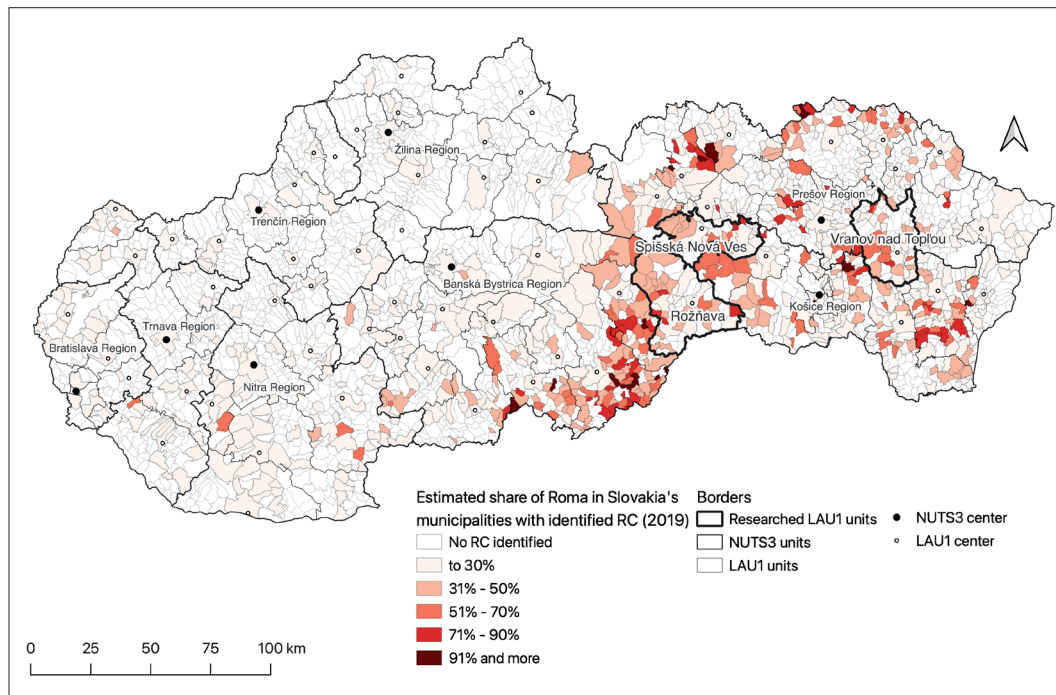 Žilina Region
Trenčín Region
Prešov Region
Spišská Nová Ves
Vranov nad Topľou
Banská Bystrica Region
Košice Region
Rožňava
Trnava Region
Bratislava Region
Nitra Region
Estimated share of Roma in Slovakia's
municipalities with identified RC (2019)
No RC identified
to 30%
31% - 50%
51% - 70%
71% - 90%
91% and more
Borders
Researched LAU1 units
NUTS3 units
LAU1 units
NUTS3 center
LAU1 center
0 25 50 75 100 km